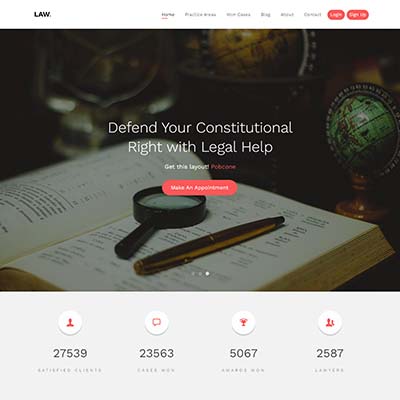 LAW.
Home Practice Areas Won Cases Blog About Contact Login Sign Up
Defend Your Constitutional
Right with Legal Help
Get this layout! Pobcone
Make An Appointment
27539 23563 5067 2587
SATISFIED CLIENTS CASES WON AWARDS WON LAWYERS